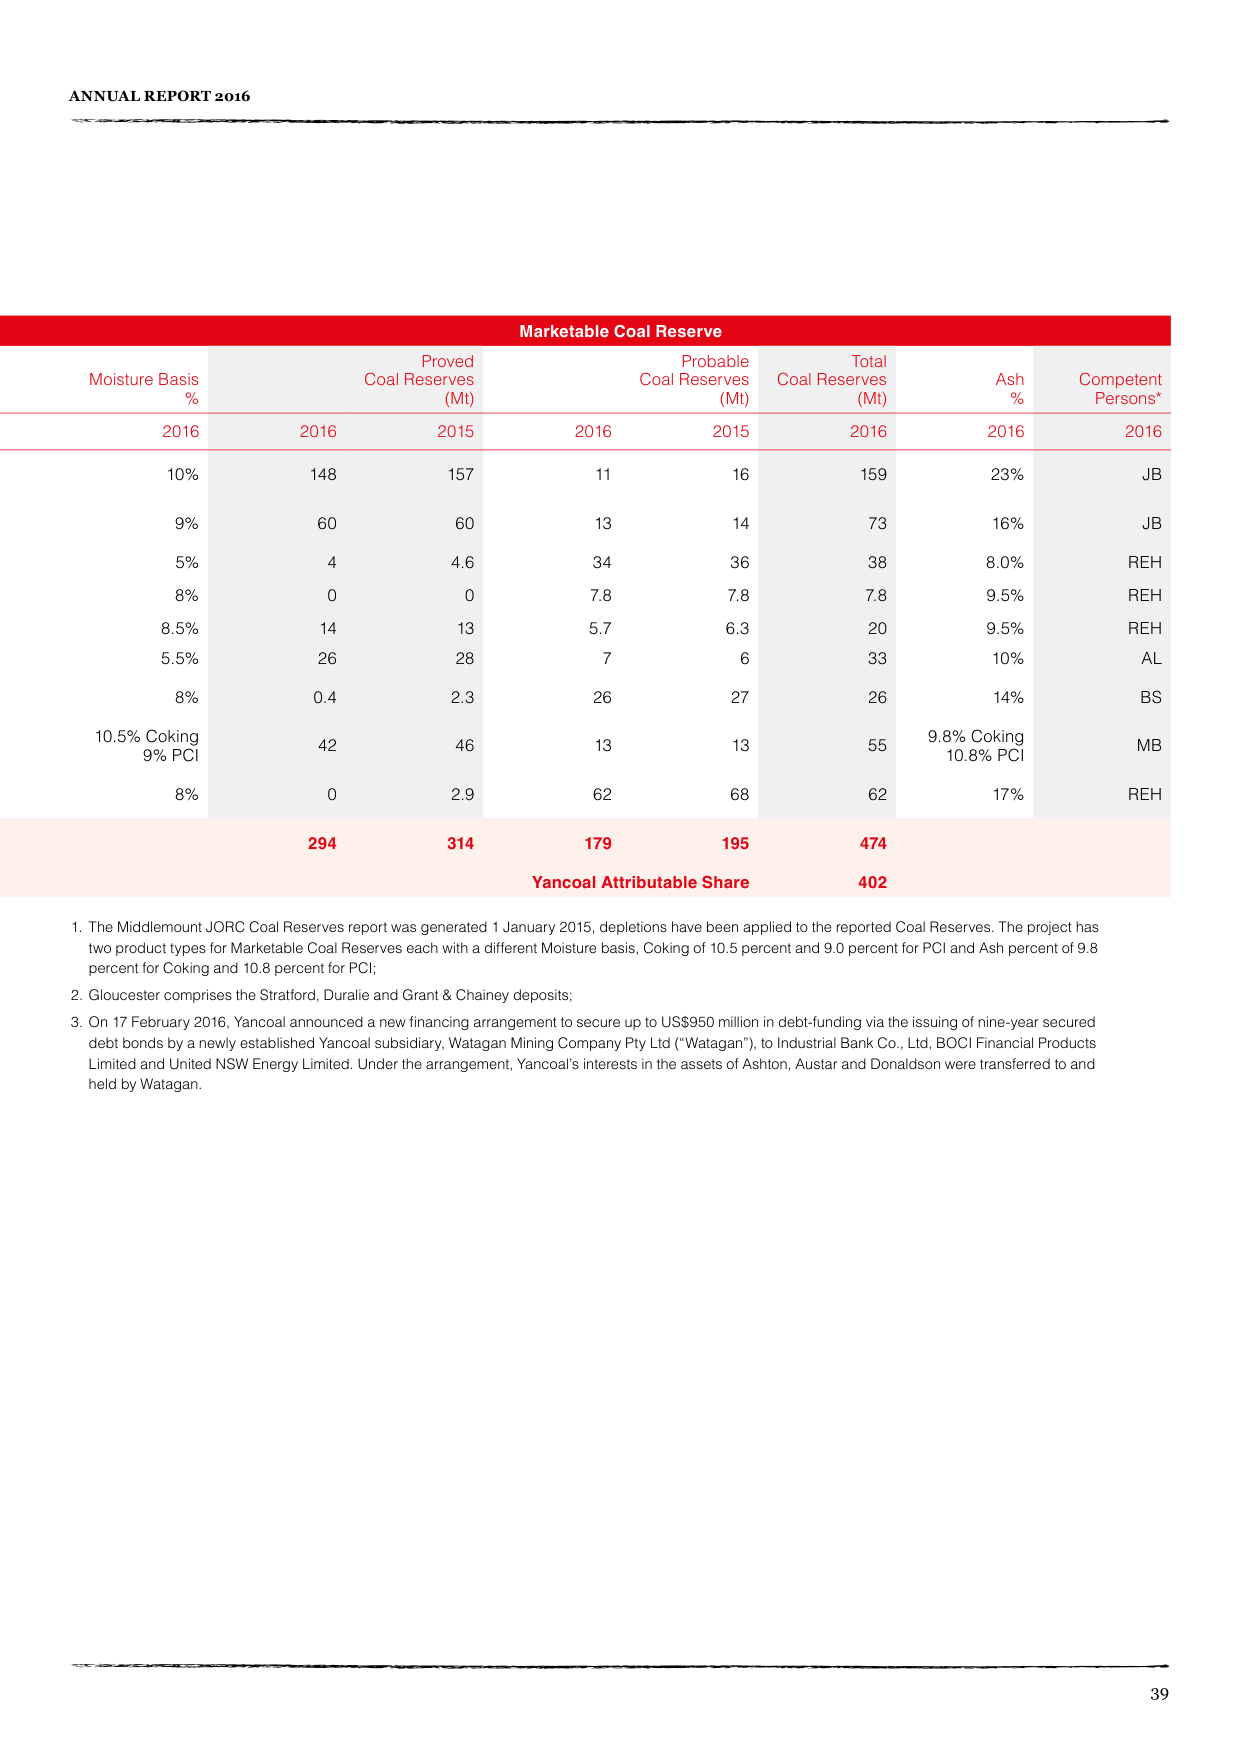 ANNUAL REPORT 2016
Marketable Coal Reserve
Moisture Basis % Proved Coal Reserves (Mt) Probable Coal Reserves (Mt) Total Coal Reserves (Mt) Ash % Competent Persons*
2016 2016 2015 2016 2015 2016 2016 2016
10% 148 157 11 16 159 23% JB
9% 60 60 13 14 73 16% JB
5% 4 4.6 34 36 38 8.0% REH
8% 0 0 7.8 7.8 7.8 9.5% REH
8.5% 14 13 5.7 6.3 20 9.5% REH
5.5% 26 28 7 6 33 10% AL
8% 0.4 2.3 26 27 26 14% BS
10.5% Coking 9% PCI 42 46 13 13 55 9.8% Coking 10.8% PCI MB
8% 0 2.9 62 68 62 17% REH
294 314 179 195 474
Yancoal Attributable Share 402
1. The Middlemount JORC Coal Reserves report was generated 1 January 2015, depletions have been applied to the reported Coal Reserves. The project has
two product types for Marketable Coal Reserves each with a different Moisture basis, Coking of 10.5 percent and 9.0 percent for PCI and Ash percent of 9.8
percent for Coking and 10.8 percent for PCI;
2. Gloucester comprises the Stratford, Duralie and Grant & Chainey deposits;
3. On 17 February 2016, Yancoal announced a new financing arrangement to secure up to US$950 million in debt-funding via the issuing of nine-year secured
debt bonds by a newly established Yancoal subsidiary, Watagan Mining Company Pty Ltd (“Watagan”), to Industrial Bank Co., Ltd, BOCI Financial Products
Limited and United NSW Energy Limited. Under the arrangement, Yancoal’s interests in the assets of Ashton, Austar and Donaldson were transferred to and
held by Watagan.
39